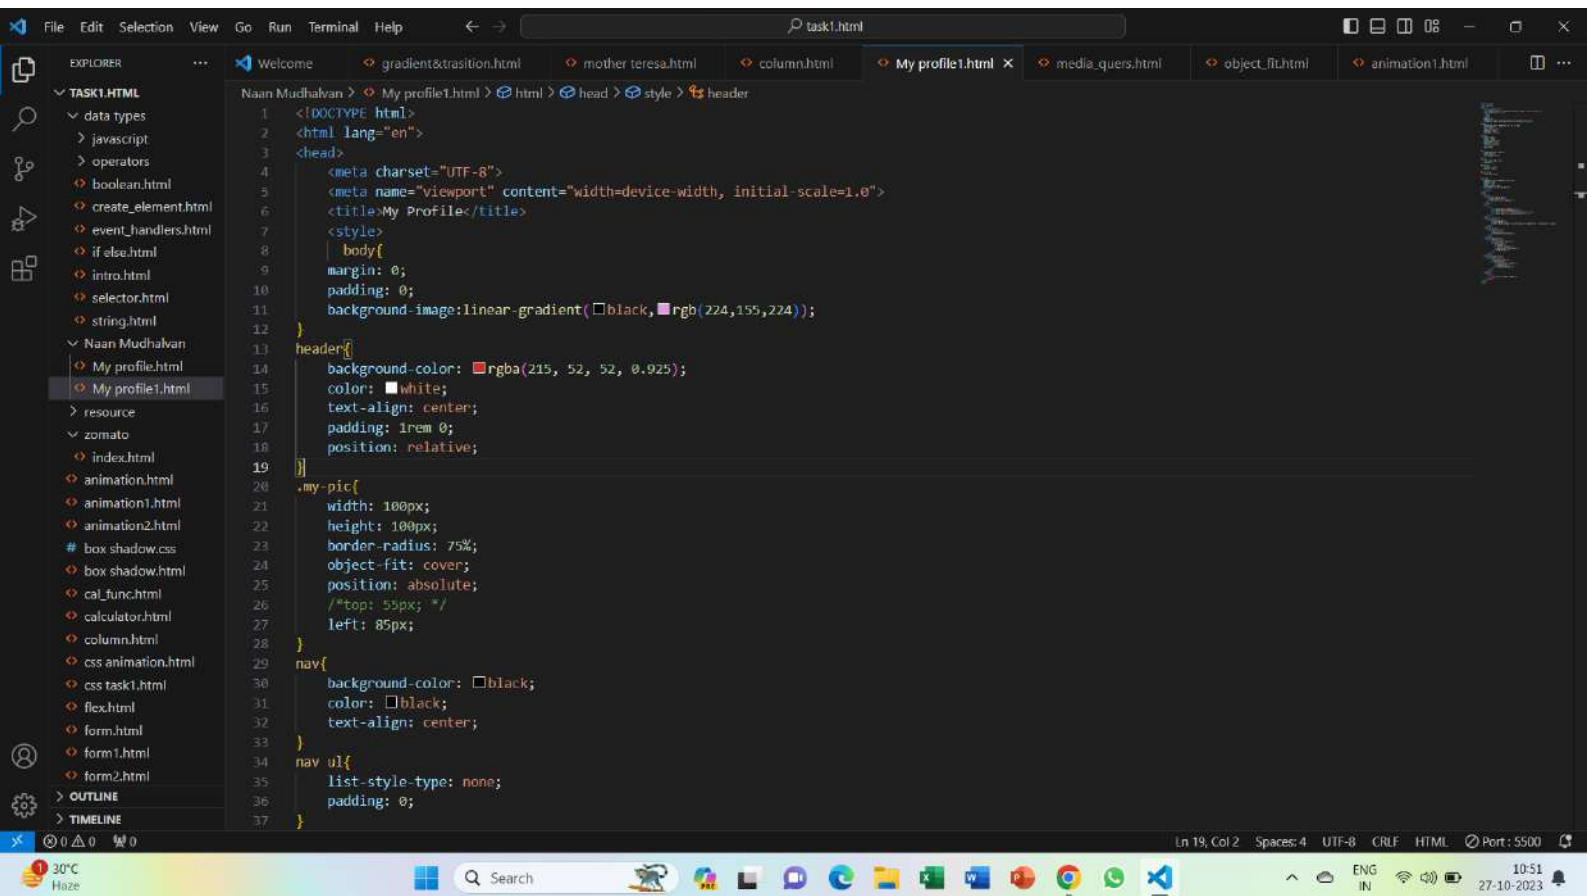 File Edit Selection View Go Run Terminal Help
task1.html
EXPLORER
Welcome
gradient&trasition.html
mother teresa.html
column.html
My profile1.html
media_quers.html
object_fit.html
animation1.html
TASK1.HTML
data types
javascript
operators
boolean.html
create_element.html
event_handlers.html
if else.html
intro.html
selector.html
string.html
Naan Mudhalvan
My profile.html
My profile1.html
resource
zomato
index.html
animation.html
animation1.html
animation2.html
# box shadow.css
box shadow.html
cal_func.html
calculator.html
column.html
css animation.html
css task1.html
flex.html
form.html
form1.html
form2.html
OUTLINE
TIMELINE
Naan Mudhalvan > My profile1.html > html > head > style > header
1 <!DOCTYPE html>
2 <html lang="en">
3 <head>
4 <meta charset="UTF-8">
5 <meta name="viewport" content="width=device-width, initial-scale=1.0">
6 <title>My Profile</title>
7 <style>
8 body{
9 margin: 0;
10 padding: 0;
11 background-image:linear-gradient(black,rgb(224,155,224));
12 }
13 header{
14 background-color: rgba(215, 52, 52, 0.925);
15 color: white;
16 text-align: center;
17 padding: 1rem 0;
18 position: relative;
19 }
20 .my-pic{
21 width: 100px;
22 height: 100px;
23 border-radius: 75%;
24 object-fit: cover;
25 position: absolute;
26 /*top: 55px; */
27 left: 85px;
28 }
29 nav{
30 background-color: black;
31 color: black;
32 text-align: center;
33 }
34 nav ul{
35 list-style-type: none;
36 padding: 0;
37 }
0 0 0
Ln 19, Col 2 Spaces: 4 UTF-8 CRLF HTML Port : 5500
1
30°C
Haze
Search
PRE
ENG
IN
10:51
27-10-2023